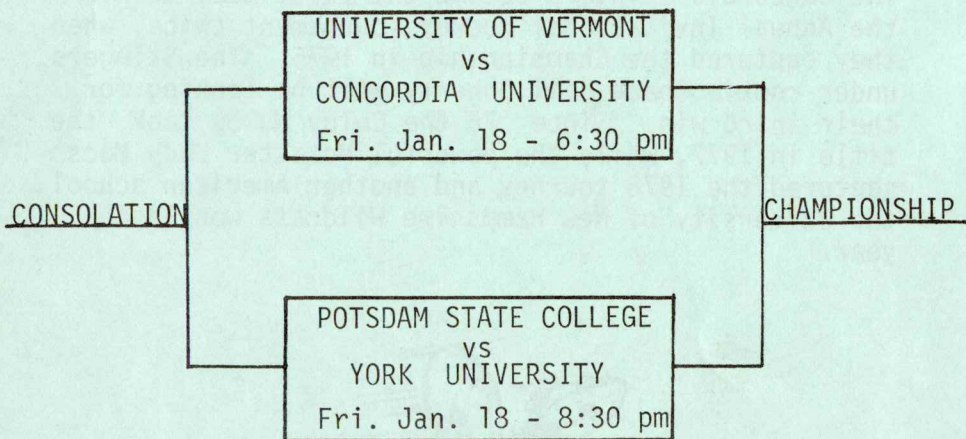 UNIVERSITY OF VERMONT
vs
CONCORDIA UNIVERSITY
Fri. Jan. 18 - 6:30 pm
CONSOLATION
CHAMPIONSHIP
POTSDAM STATE COLLEGE
vs
YORK UNIVERSITY
Fri. Jan. 18 - 8:30 pm